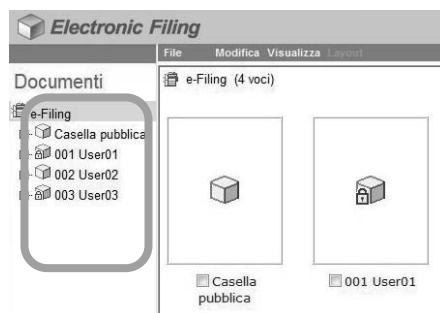 Electronic Filing
File Modifica Visualizza Layout
Documenti
e-Filing
Casella pubblica
001 User01
002 User02
003 User03
e-Filing (4 voci)
Casella
pubblica
001 User01